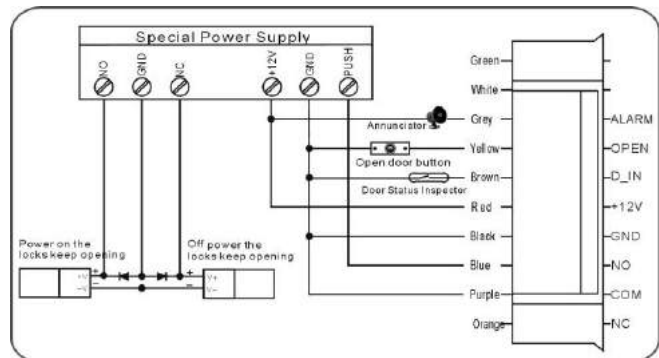 Special Power Supply
NO
GND
NC
+12V
GND
PUSH
Green
White
Grey
ALARM
Annunciator
Yellow
OPEN
Open door button
Brown
D_IN
Door Status Inspector
Red
+12V
Black
GND
Blue
NO
Purple
COM
Orange
NC
Power on the
locks keep opening
Off power the
locks keep opening
+
+V
-V
−
+
V+
V−
−